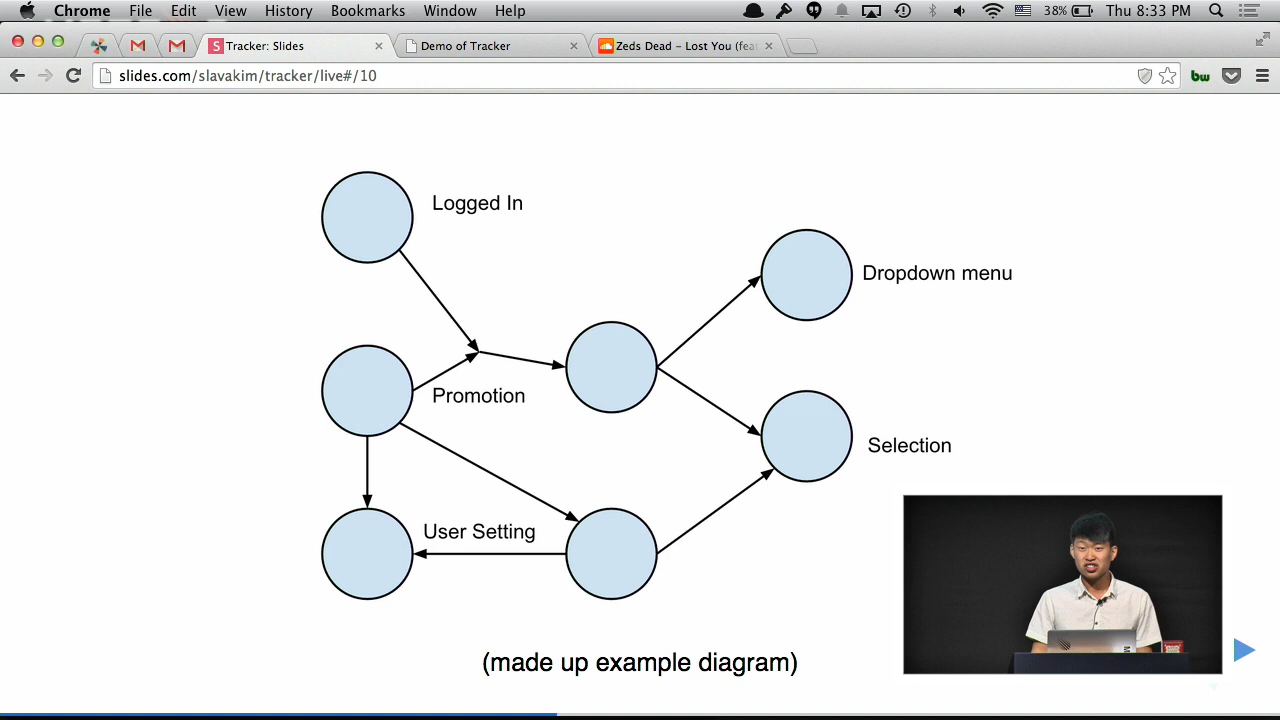 Chrome File Edit View History Bookmarks Window Help 38% Thu 8:33 PM
S Tracker: Slides Demo of Tracker Zeds Dead – Lost You (fea
slides.com/slavakim/tracker/live#/10 bw
Logged In
Dropdown menu
Promotion
Selection
User Setting
(made up example diagram)